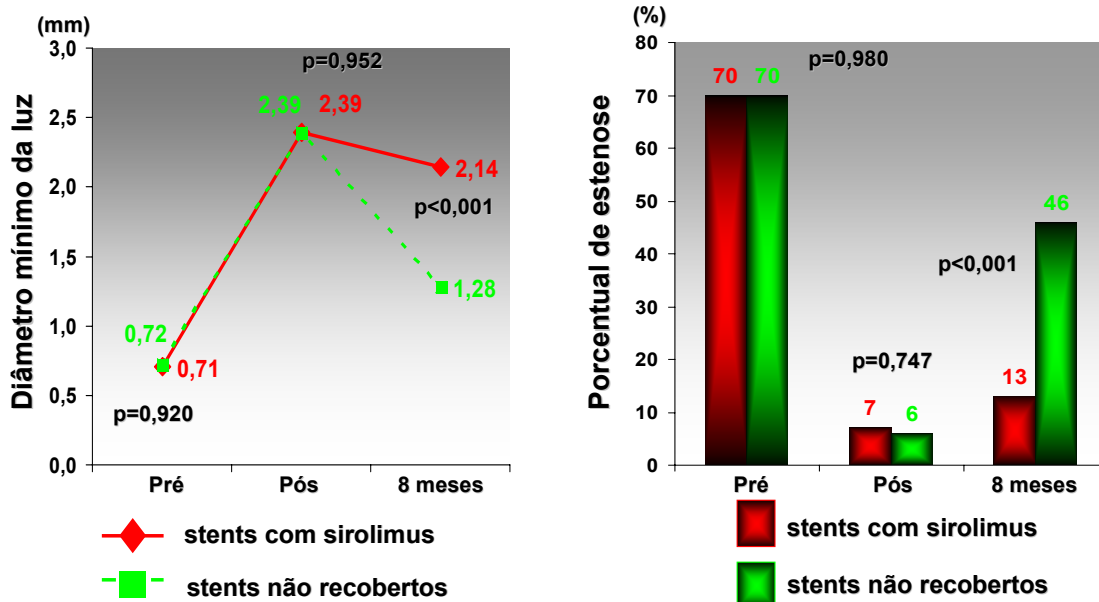 (mm)
Diâmetro mínimo da luz
3,0
2,5
2,0
1,5
1,0
0,5
0,0
p=0,952
2,39
2,39
2,14
p<0,001
1,28
0,72
0,71
p=0,920
Pré
Pós
8 meses
stents com sirolimus
stents não recobertos
(%)
Porcentual de estenose
80
70
60
50
40
30
20
10
0
p=0,980
70
70
46
p<0,001
p=0,747
13
7
6
Pré
Pós
8 meses
stents com sirolimus
stents não recobertos